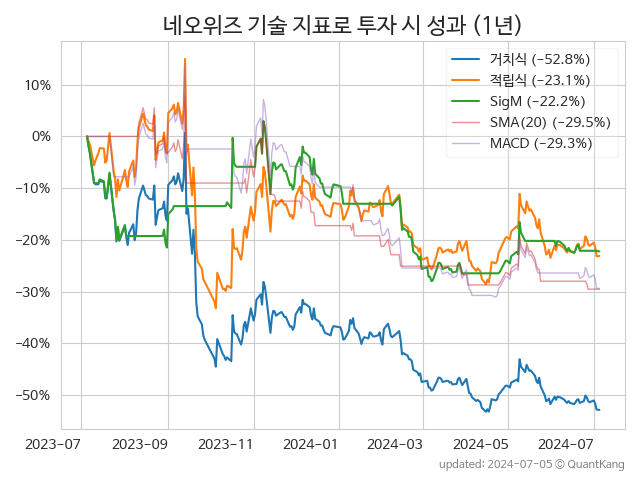 네오위즈 기술 지표로 투자 시 성과 (1년)
거치식 (−52.8%)
적립식 (−23.1%)
SigM (−22.2%)
SMA(20) (−29.5%)
MACD (−29.3%)
10%
0%
−10%
−20%
−30%
−40%
−50%
2023-07 2023-09 2023-11 2024-01 2024-03 2024-05 2024-07
updated: 2024-07-05 © QuantKang